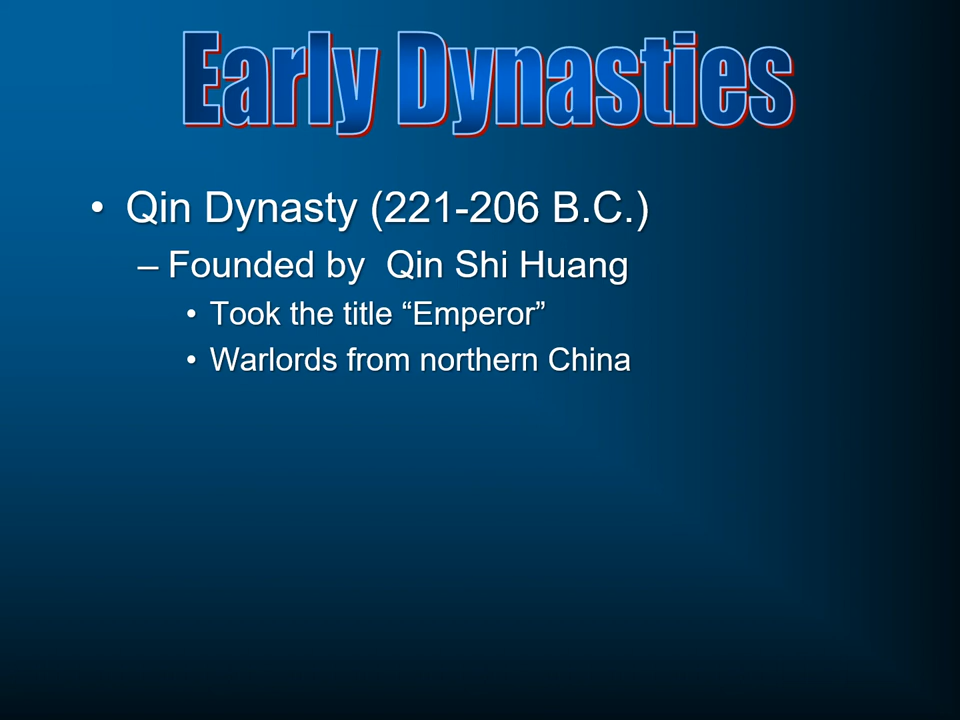 Early Dynasties
• Qin Dynasty (221-206 B.C.)
– Founded by  Qin Shi Huang
• Took the title “Emperor”
• Warlords from northern China